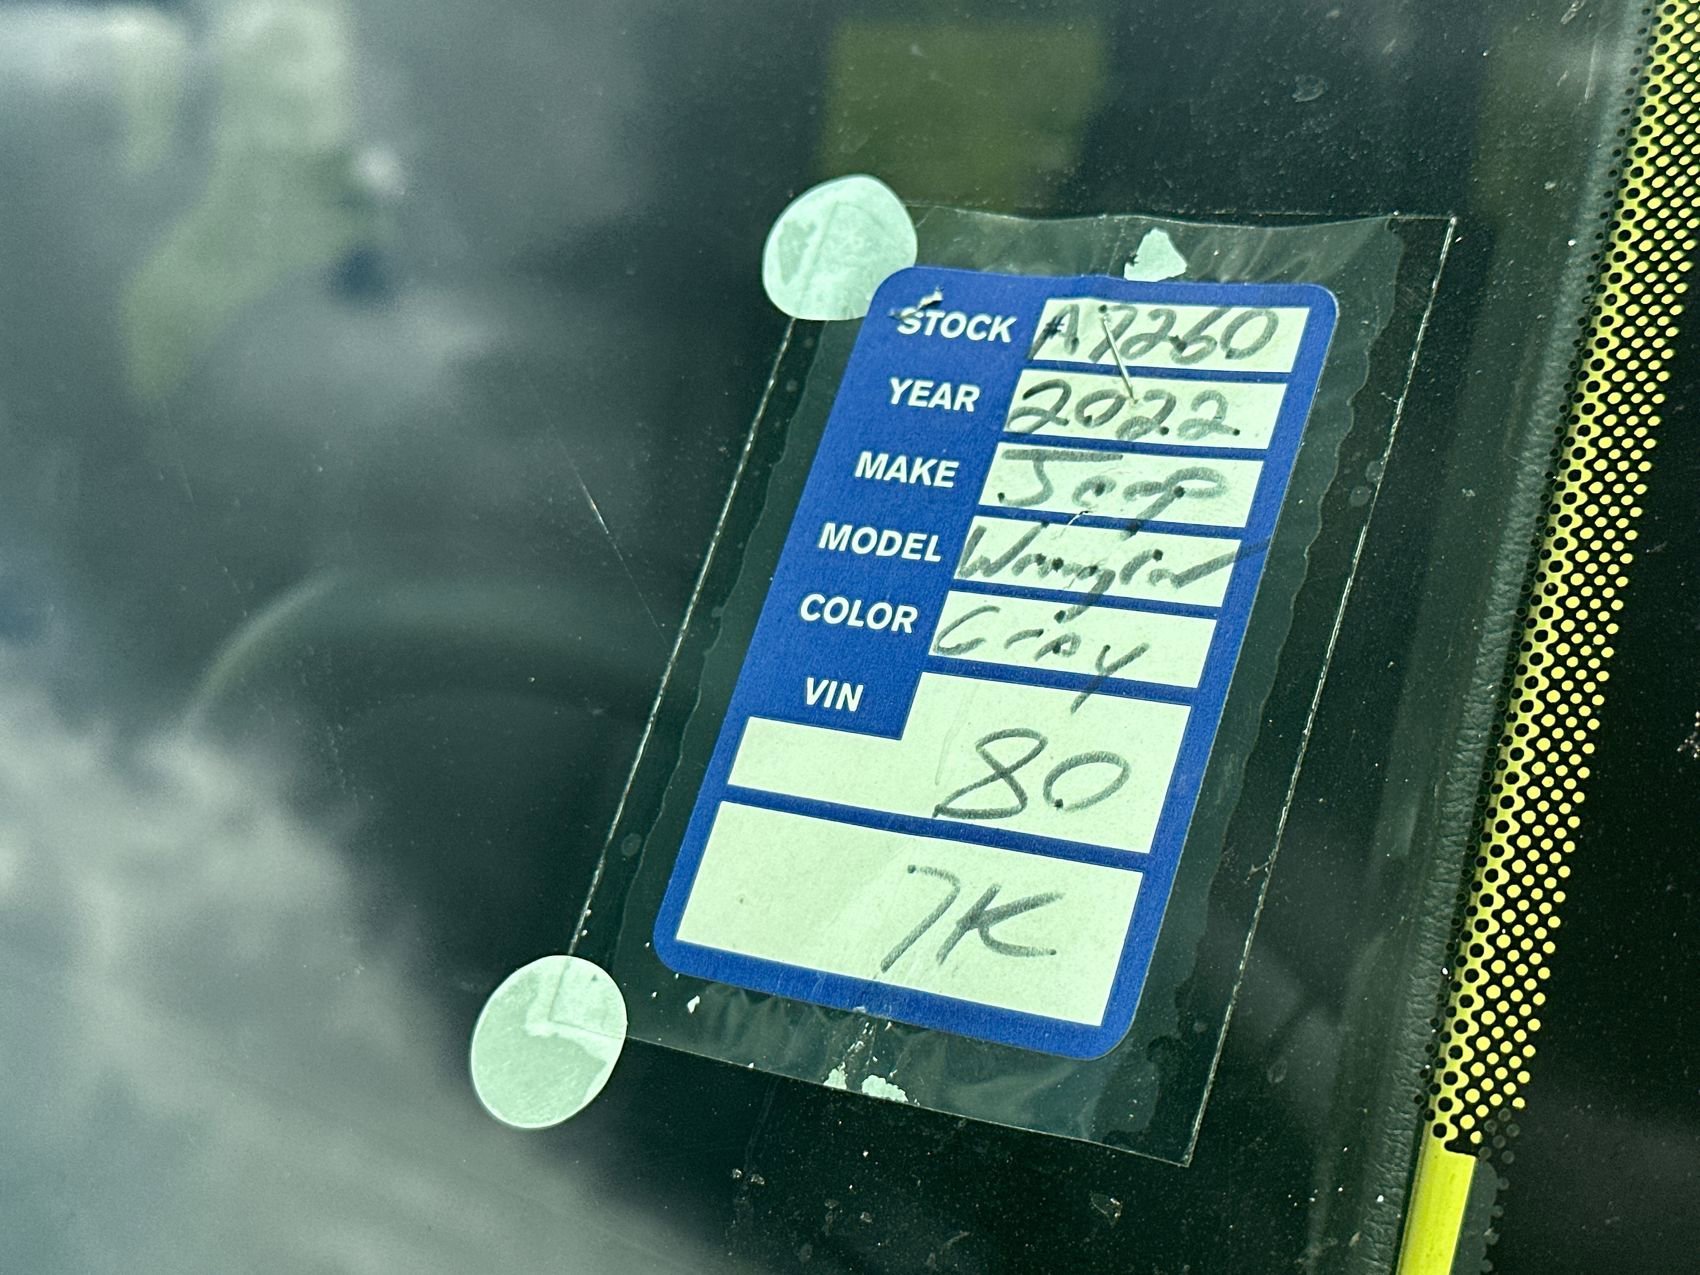 STOCK A7260
YEAR 2022
MAKE Jeep
MODEL Wrangler
COLOR Gray
VIN 80
7K